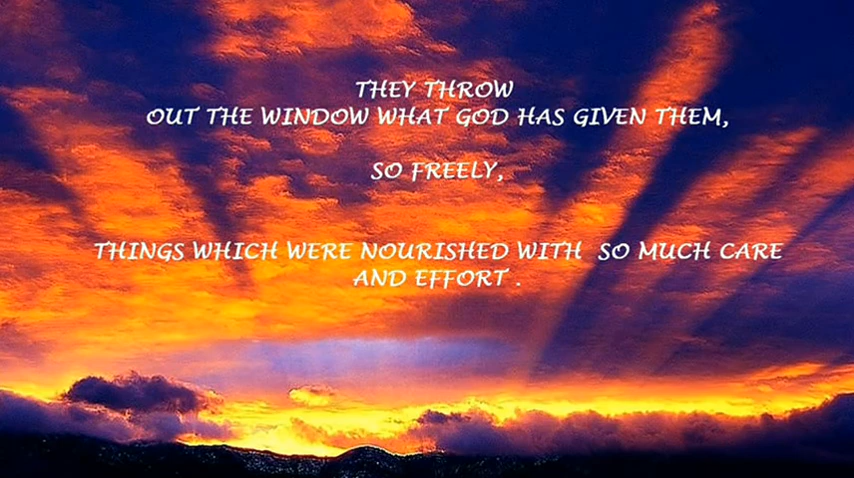 THEY THROW
OUT THE WINDOW WHAT GOD HAS GIVEN THEM,
SO FREELY,
THINGS WHICH WERE NOURISHED WITH SO MUCH CARE
AND EFFORT .